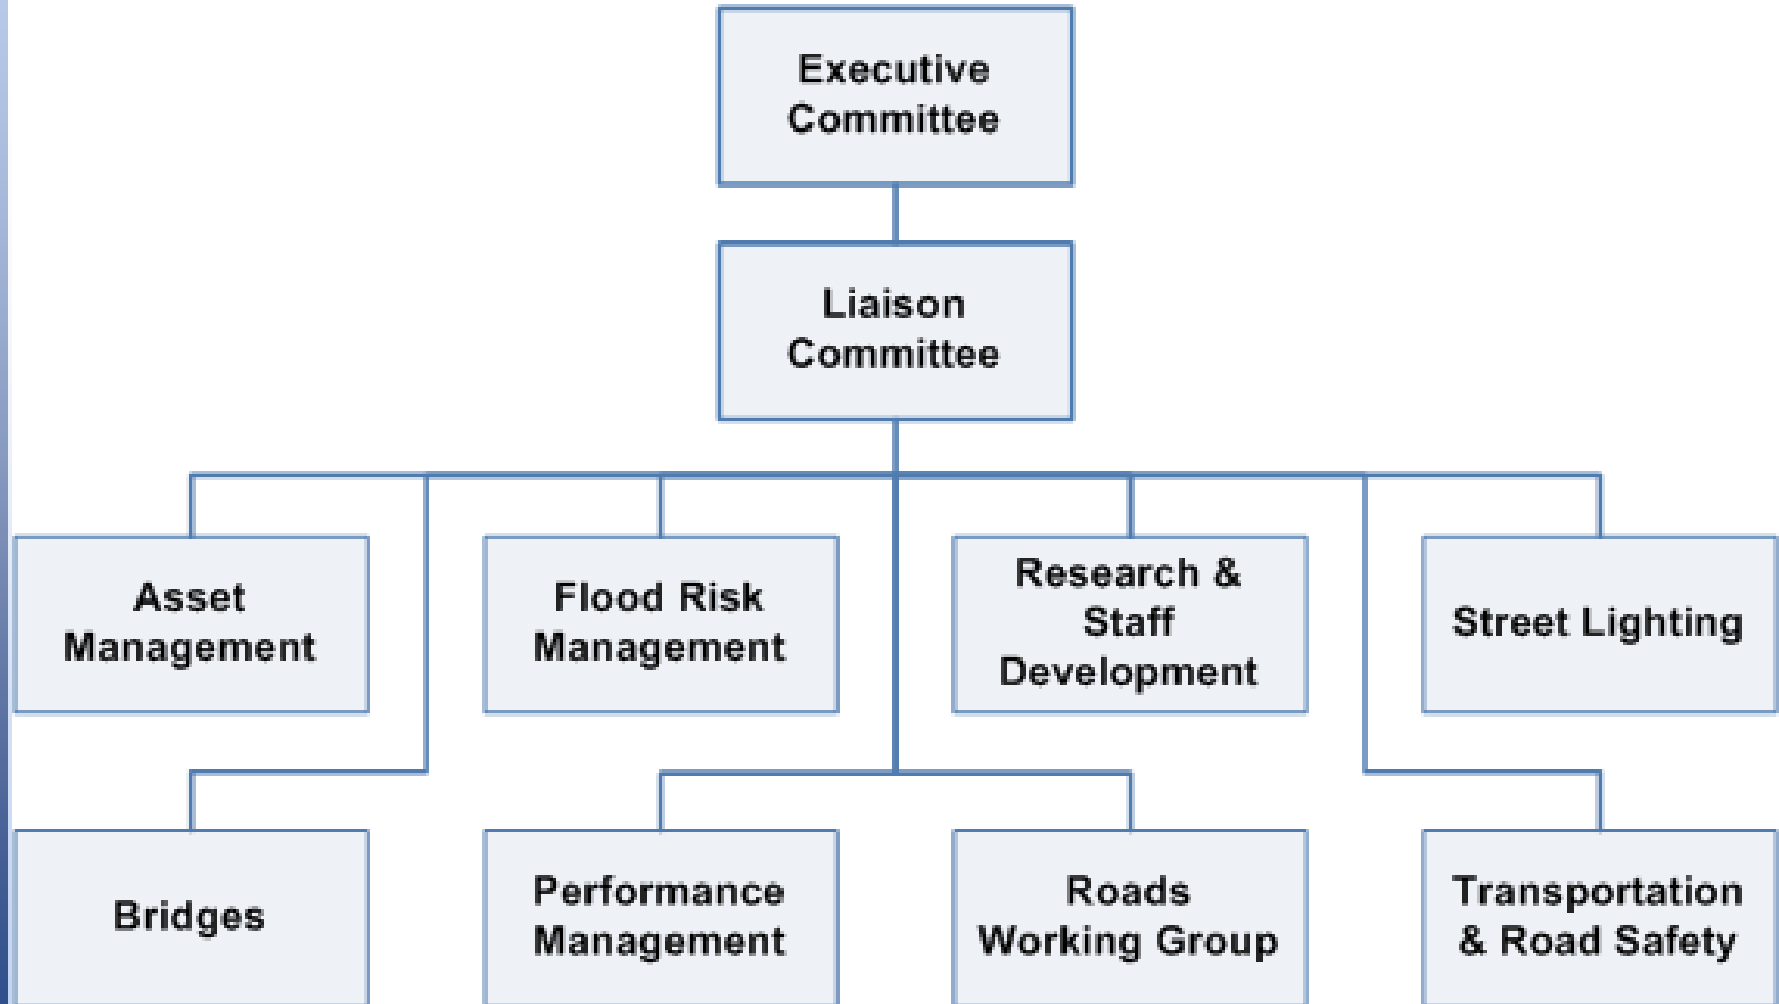 Executive
Committee
Liaison
Committee
Asset
Management
Flood Risk
Management
Research &
Staff
Development
Street Lighting
Bridges
Performance
Management
Roads
Working Group
Transportation
& Road Safety